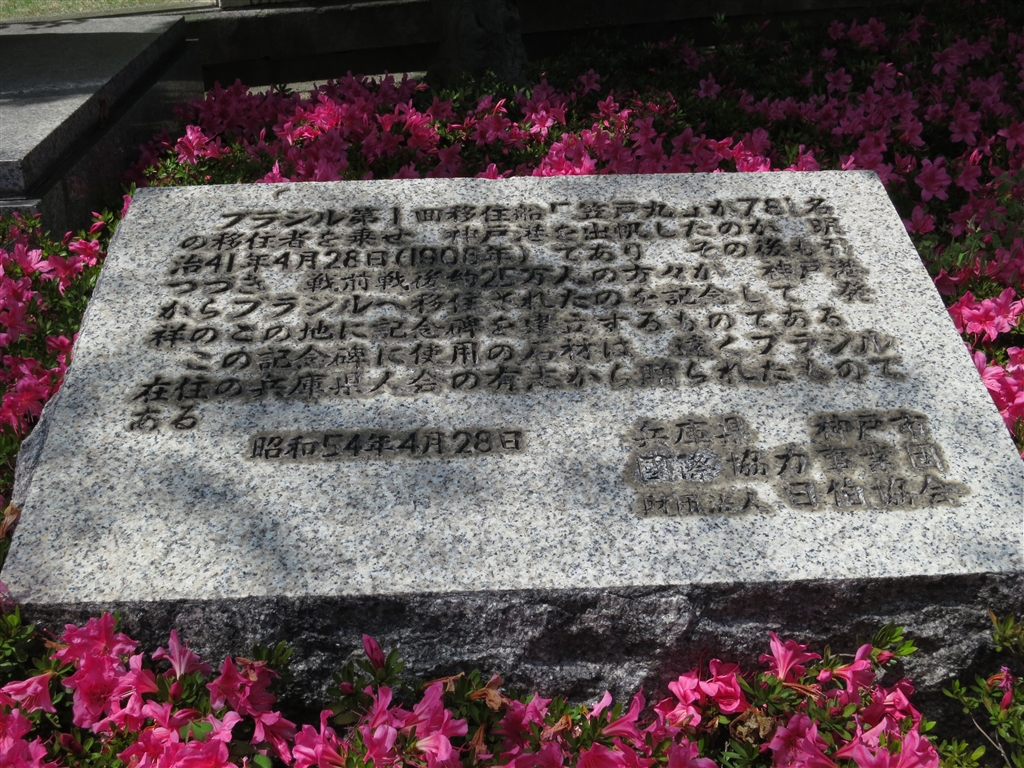 ブラジル第1回移住船「笠戸丸」が781名
の移住者を乗せ 神戸港を出帆したのが 明
治41年4月28日(1908年)であり その後も引
つづき 戦前戦後約25万人の方々が 神戸港
からブラジルへ移住されたのを記念して 発
祥のこの地に記念碑を建立するものである
この記念碑に使用の石材は 遠くブラジル
在住の兵庫県人会の有志から贈られたもので
ある
昭和54年4月28日
兵庫県 神戸市
国際協力事業団
財団法人 日伯協会